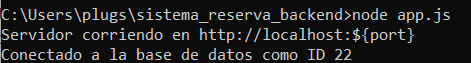 C:\Users\plugs\sistema_reserva_backend>node app.js
Servidor corriendo en http://localhost:${port}
Conectado a la base de datos como ID 22